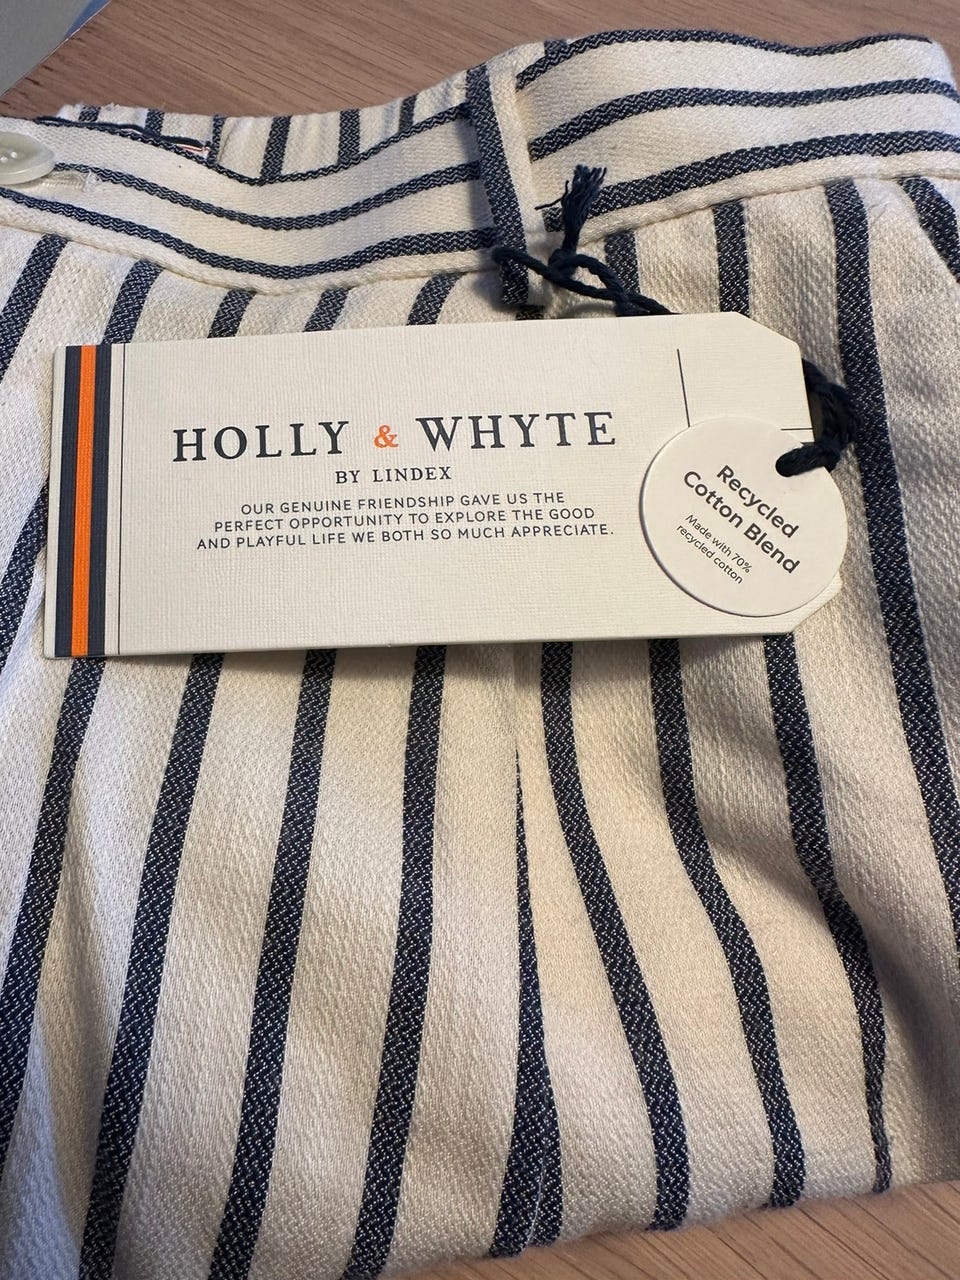 HOLLY & WHYTE
BY LINDEX
OUR GENUINE FRIENDSHIP GAVE US THE
PERFECT OPPORTUNITY TO EXPLORE THE GOOD
AND PLAYFUL LIFE WE BOTH SO MUCH APPRECIATE.
Recycled
Cotton Blend
Made with 70%
recycled cotton